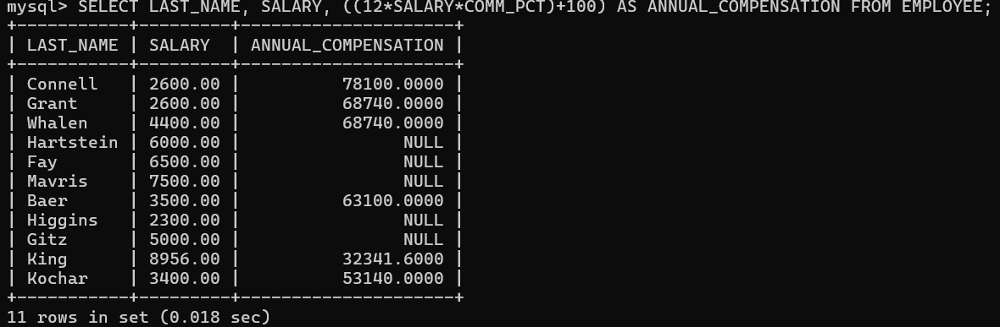 mysql> SELECT LAST_NAME, SALARY, ((12*SALARY*COMM_PCT)+100) AS ANNUAL_COMPENSATION FROM EMPLOYEE;
+-----------+---------+---------------------+
| LAST_NAME | SALARY  | ANNUAL_COMPENSATION |
+-----------+---------+---------------------+
| Connell   | 2600.00 |          78100.0000 |
| Grant     | 2600.00 |          68740.0000 |
| Whalen    | 4400.00 |          68740.0000 |
| Hartstein | 6000.00 |                NULL |
| Fay       | 6500.00 |                NULL |
| Mavris    | 7500.00 |                NULL |
| Baer      | 3500.00 |          63100.0000 |
| Higgins   | 2300.00 |                NULL |
| Gitz      | 5000.00 |                NULL |
| King      | 8956.00 |          32341.6000 |
| Kochar    | 3400.00 |          53140.0000 |
+-----------+---------+---------------------+
11 rows in set (0.018 sec)